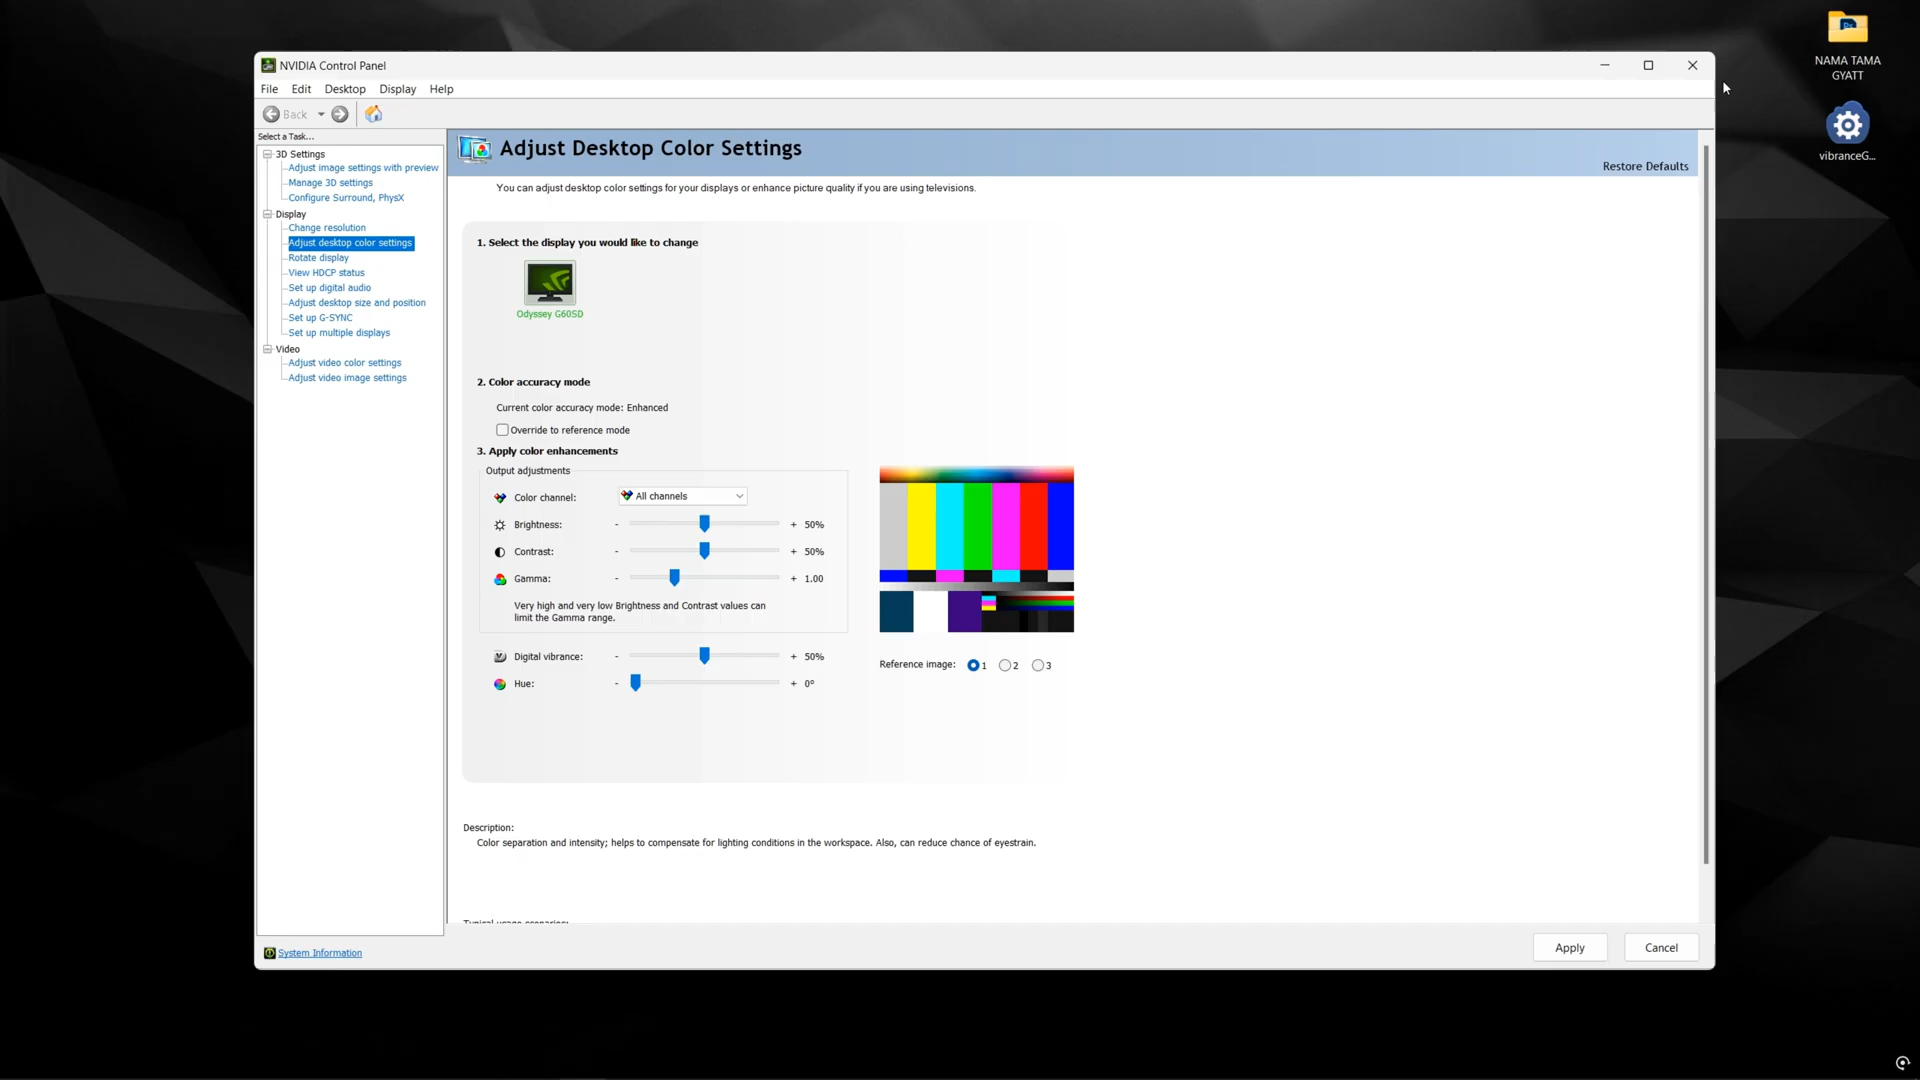 NAMA TAMA
GYATT
vibranceG...
NVIDIA Control Panel
File Edit Desktop Display Help
Back
Select a Task...
3D Settings
Adjust image settings with preview
Manage 3D settings
Configure Surround, PhysX
Display
Change resolution
Adjust desktop color settings
Rotate display
View HDCP status
Set up digital audio
Adjust desktop size and position
Set up G-SYNC
Set up multiple displays
Video
Adjust video color settings
Adjust video image settings
System Information
Adjust Desktop Color Settings
Restore Defaults
You can adjust desktop color settings for your displays or enhance picture quality if you are using televisions.
1. Select the display you would like to change
Odyssey G60SD
2. Color accuracy mode
Current color accuracy mode: Enhanced
Override to reference mode
3. Apply color enhancements
Output adjustments
Color channel: All channels
Brightness: - + 50%
Contrast: - + 50%
Gamma: - + 1.00
Very high and very low Brightness and Contrast values can
limit the Gamma range.
Digital vibrance: - + 50%
Hue: - + 0°
Reference image: 1 2 3
Description:
Color separation and intensity; helps to compensate for lighting conditions in the workspace. Also, can reduce chance of eyestrain.
Typical usage scenarios:
Apply Cancel